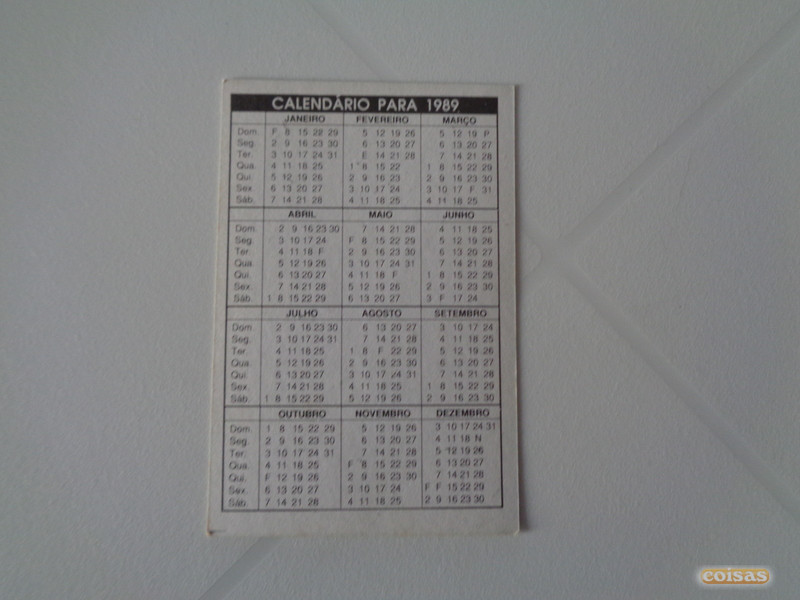 CALENDÁRIO PARA 1989
JANEIRO FEVEREIRO MARÇO
Dom. F 8 15 22 29 5 12 19 26 5 12 19 P
Seg. 2 9 16 23 30 6 13 20 27 6 13 20 27
Ter. 3 10 17 24 31 E 14 21 28 7 14 21 28
Qua. 4 11 18 25 1 8 15 22 1 8 15 22 29
Qui. 5 12 19 26 2 9 16 23 2 9 16 23 30
Sex. 6 13 20 27 3 10 17 24 3 10 17 F 31
Sáb. 7 14 21 28 4 11 18 25 4 11 18 25
ABRIL MAIO JUNHO
Dom. 2 9 16 23 30 7 14 21 28 4 11 18 25
Seg. 3 10 17 24 F 8 15 22 29 5 12 19 26
Ter. 4 11 18 F 2 9 16 23 30 6 13 20 27
Qua. 5 12 19 26 3 10 17 24 31 7 14 21 28
Qui. 6 13 20 27 4 11 18 F 1 8 15 22 29
Sex. 7 14 21 28 5 12 19 26 2 9 16 23 30
Sáb. 1 8 15 22 29 6 13 20 27 3 F 17 24
JULHO AGOSTO SETEMBRO
Dom. 2 9 16 23 30 6 13 20 27 3 10 17 24
Seg. 3 10 17 24 31 7 14 21 28 4 11 18 25
Ter. 4 11 18 25 1 8 F 22 29 5 12 19 26
Qua. 5 12 19 26 2 9 16 23 30 6 13 20 27
Qui. 6 13 20 27 3 10 17 24 31 7 14 21 28
Sex. 7 14 21 28 4 11 18 25 1 8 15 22 29
Sáb. 1 8 15 22 29 5 12 19 26 2 9 16 23 30
OUTUBRO NOVEMBRO DEZEMBRO
Dom. 1 8 15 22 29 5 12 19 26 3 10 17 24 31
Seg. 2 9 16 23 30 6 13 20 27 4 11 18 N
Ter. 3 10 17 24 31 7 14 21 28 5 12 19 26
Qua. 4 11 18 25 F 8 15 22 29 6 13 20 27
Qui. F 12 19 26 2 9 16 23 30 7 14 21 28
Sex. 6 13 20 27 3 10 17 24 F F 15 22 29
Sáb. 7 14 21 28 4 11 18 25 2 9 16 23 30
coisas